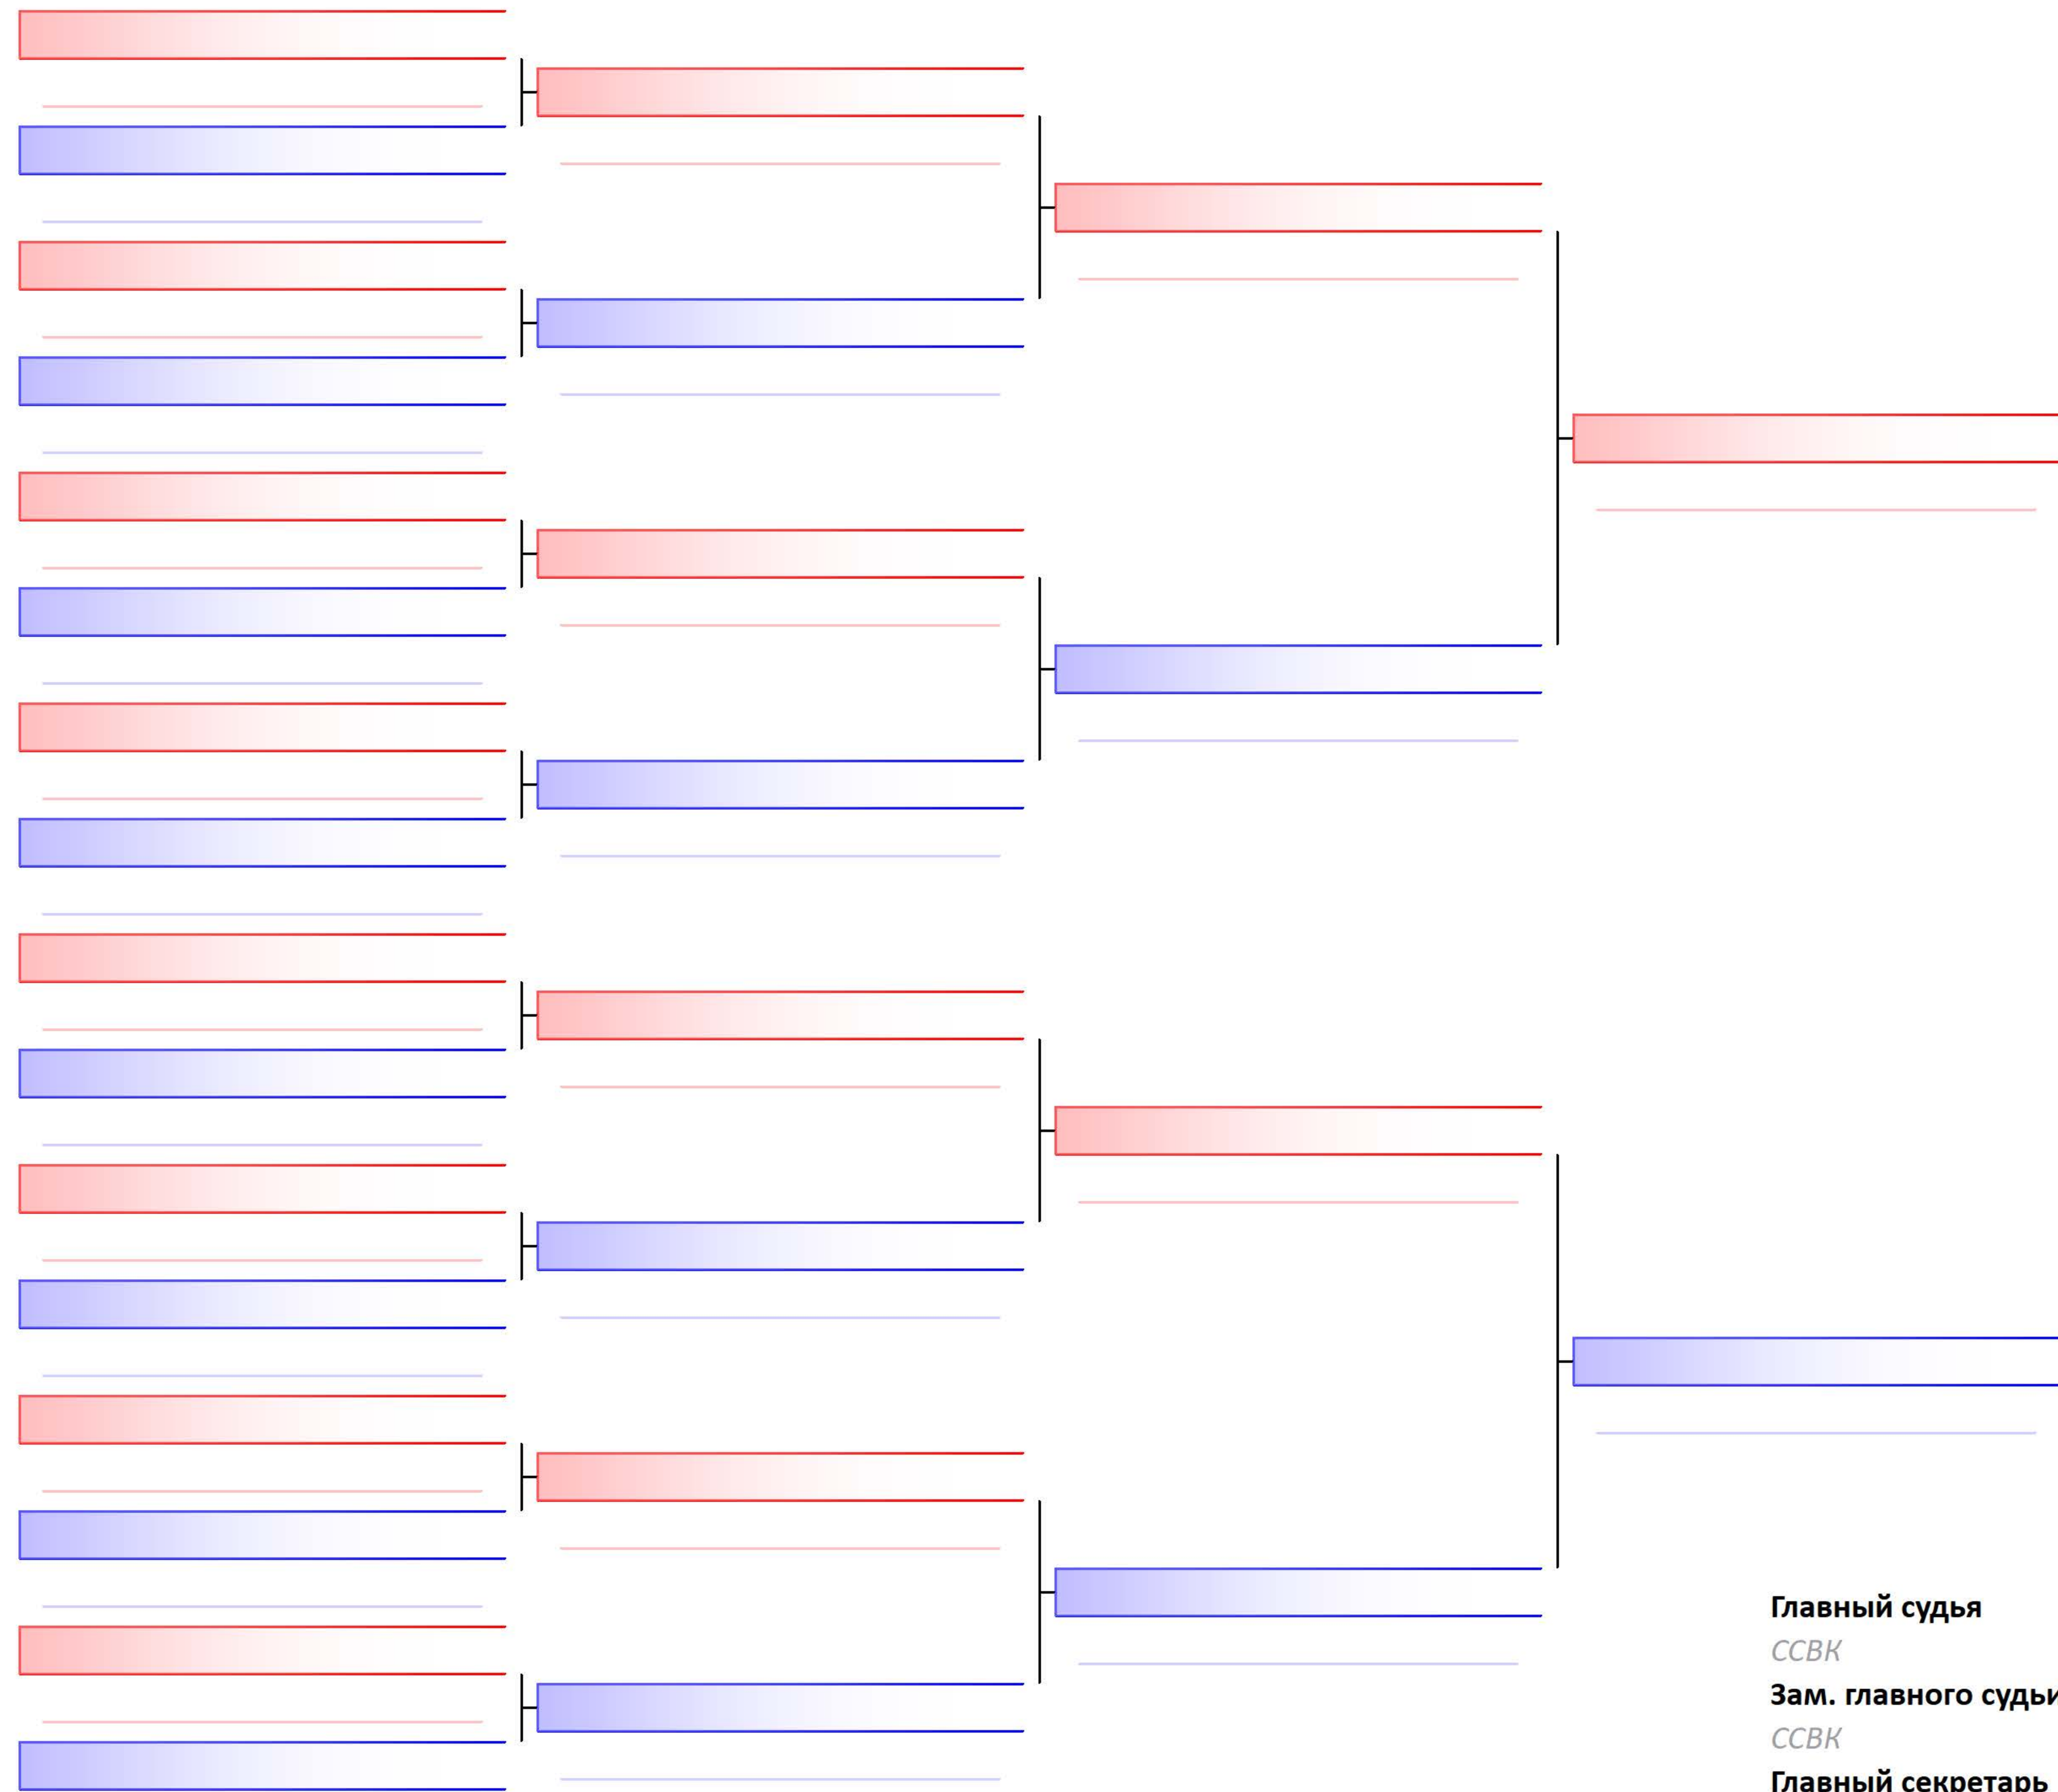 Главный судья
ССВК
Зам. главного судьи
ССВК
Главный секретарь